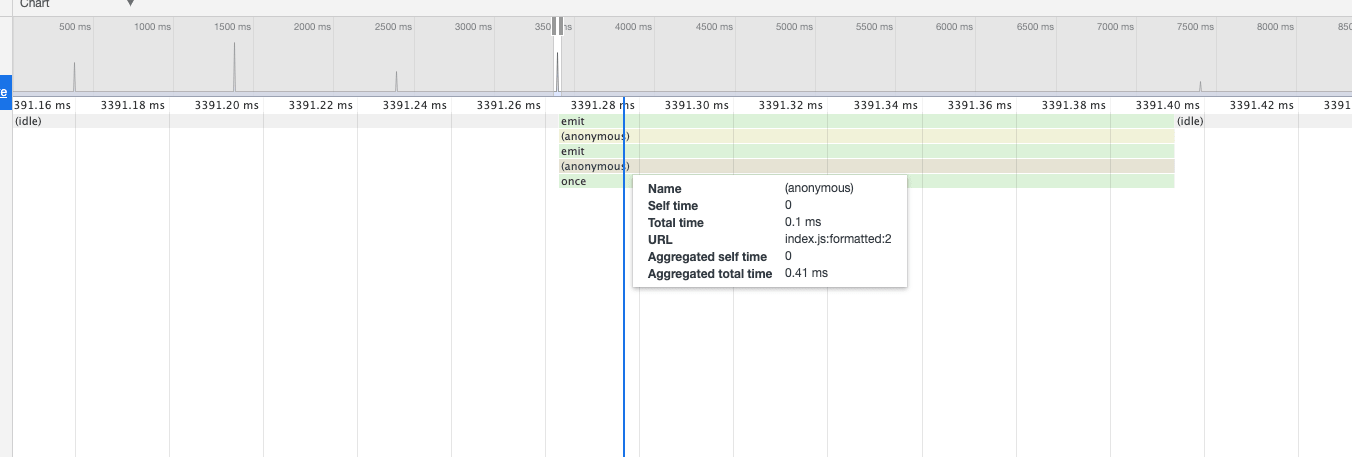 Chart ▼
500 ms 1000 ms 1500 ms 2000 ms 2500 ms 3000 ms 350 ms 4000 ms 4500 ms 5000 ms 5500 ms 6000 ms 6500 ms 7000 ms 7500 ms 8000 ms 850
e
3391.16 ms 3391.18 ms 3391.20 ms 3391.22 ms 3391.24 ms 3391.26 ms 3391.28 ms 3391.30 ms 3391.32 ms 3391.34 ms 3391.36 ms 3391.38 ms 3391.40 ms 3391.42 ms 3391
(idle) emit (idle)
(anonymous)
emit
(anonymous)
once
Name (anonymous)
Self time 0
Total time 0.1 ms
URL index.js:formatted:2
Aggregated self time 0
Aggregated total time 0.41 ms